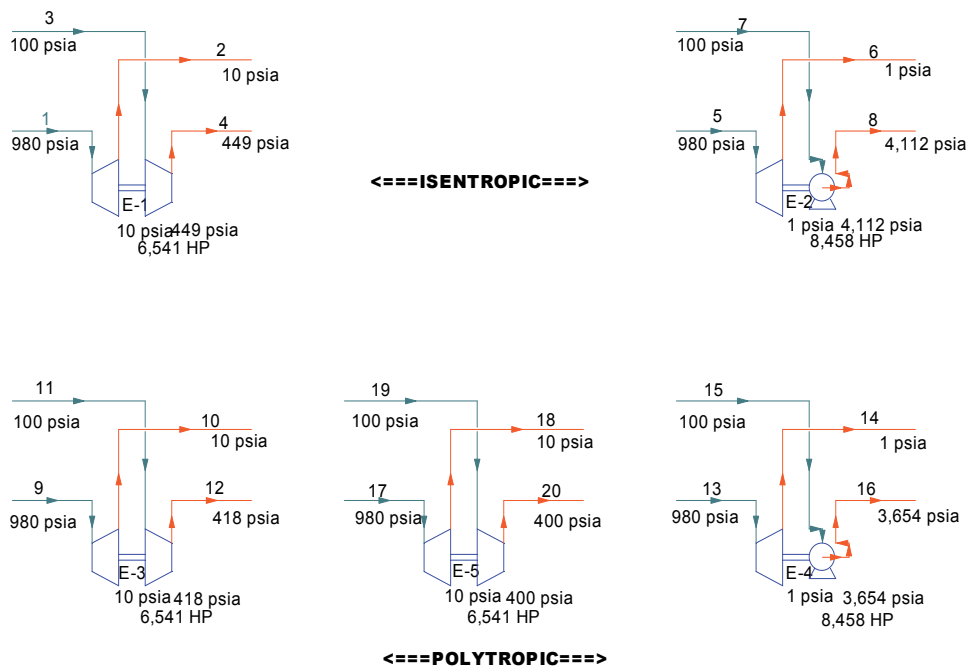 3
100 psia
2
10 psia
1
980 psia
4
449 psia
E-1
10 psia 449 psia
6,541 HP
<===ISENTROPIC===>
7
100 psia
6
1 psia
5
980 psia
8
4,112 psia
E-2
1 psia 4,112 psia
8,458 HP
11
100 psia
10
10 psia
9
980 psia
12
418 psia
E-3
10 psia 418 psia
6,541 HP
19
100 psia
18
10 psia
17
980 psia
20
400 psia
E-5
10 psia 400 psia
6,541 HP
15
100 psia
14
1 psia
13
980 psia
16
3,654 psia
E-4
1 psia 3,654 psia
8,458 HP
<===POLYTROPIC===>